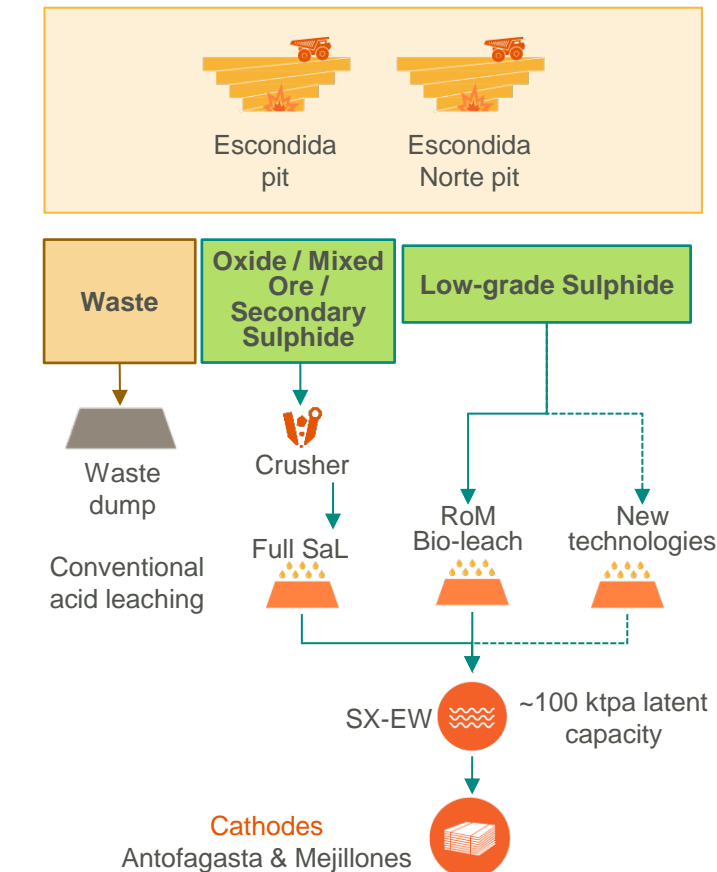 Escondida
pit
Escondida
Norte pit
Waste
Oxide / Mixed
Ore /
Secondary
Sulphide
Low-grade Sulphide
Waste
dump
Crusher
Conventional
acid leaching
Full SaL
RoM
Bio-leach
New
technologies
SX-EW
~100 ktpa latent
capacity
Cathodes
Antofagasta & Mejillones